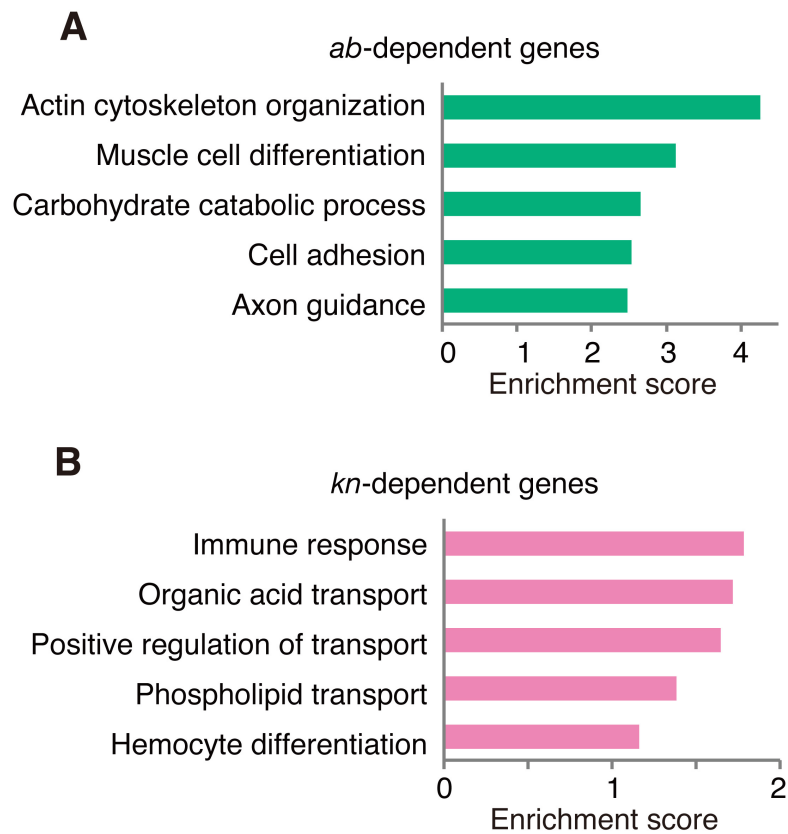 A
ab-dependent genes
Actin cytoskeleton organization
Muscle cell differentiation
Carbohydrate catabolic process
Cell adhesion
Axon guidance
0 1 2 3 4
Enrichment score
B
kn-dependent genes
Immune response
Organic acid transport
Positive regulation of transport
Phospholipid transport
Hemocyte differentiation
0 1 2
Enrichment score